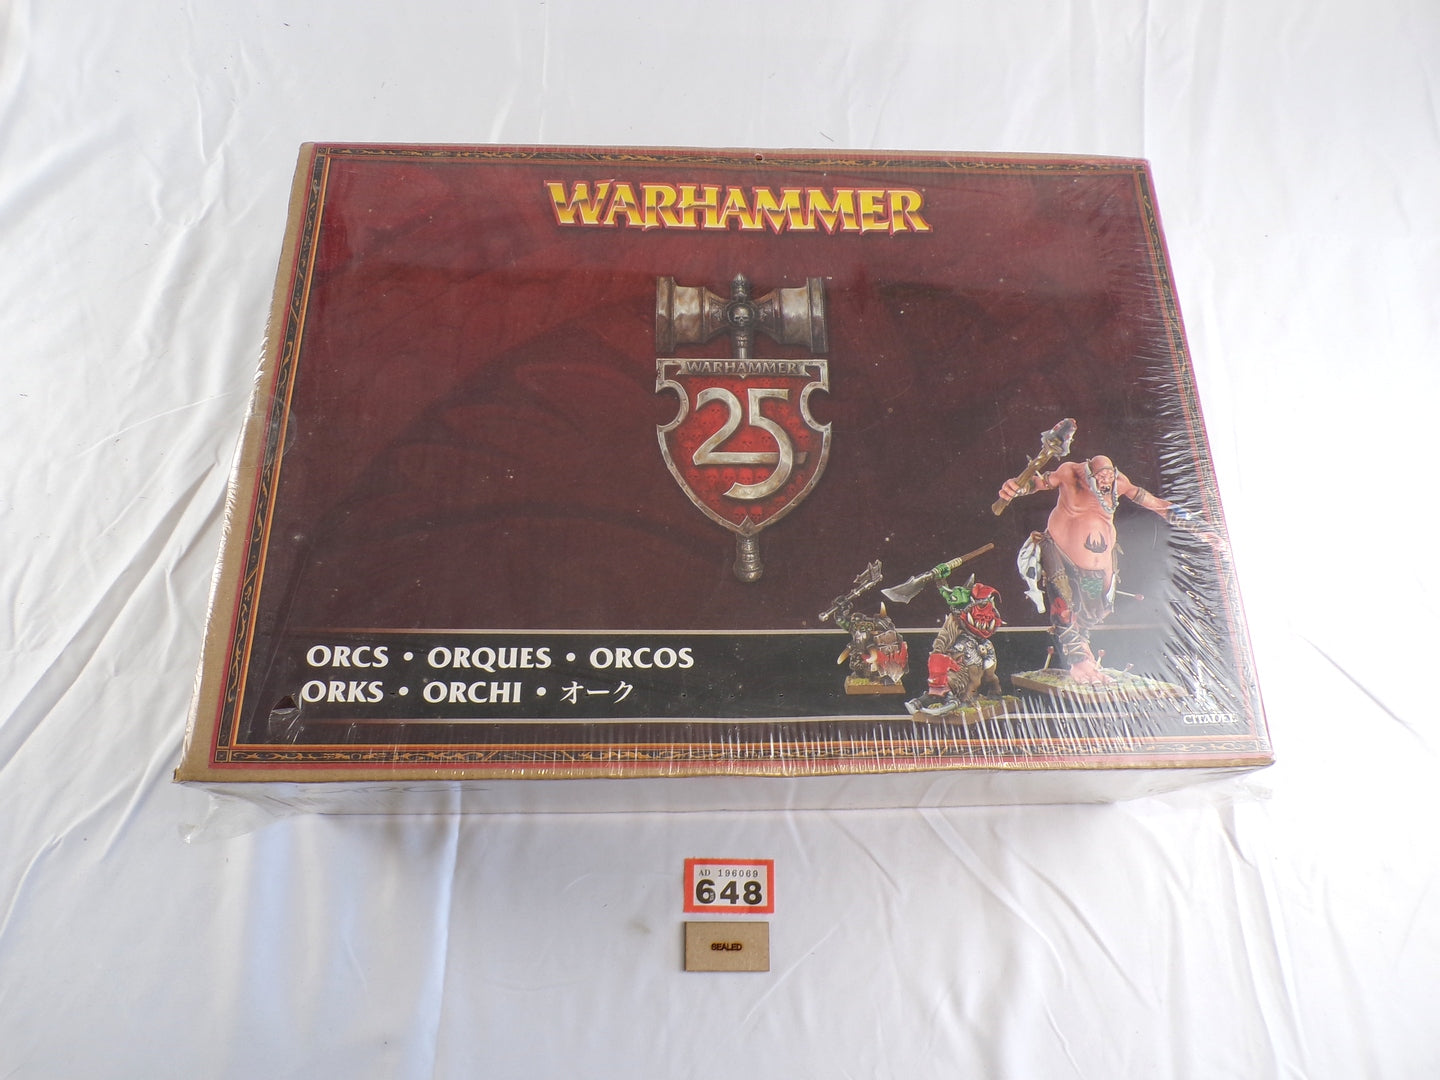 WARHAMMER
WARHAMMER
25
ORCS • ORQUES • ORCOS
ORKS • ORCHI • オーク
CITADEL
AD 196069
648
SEALED